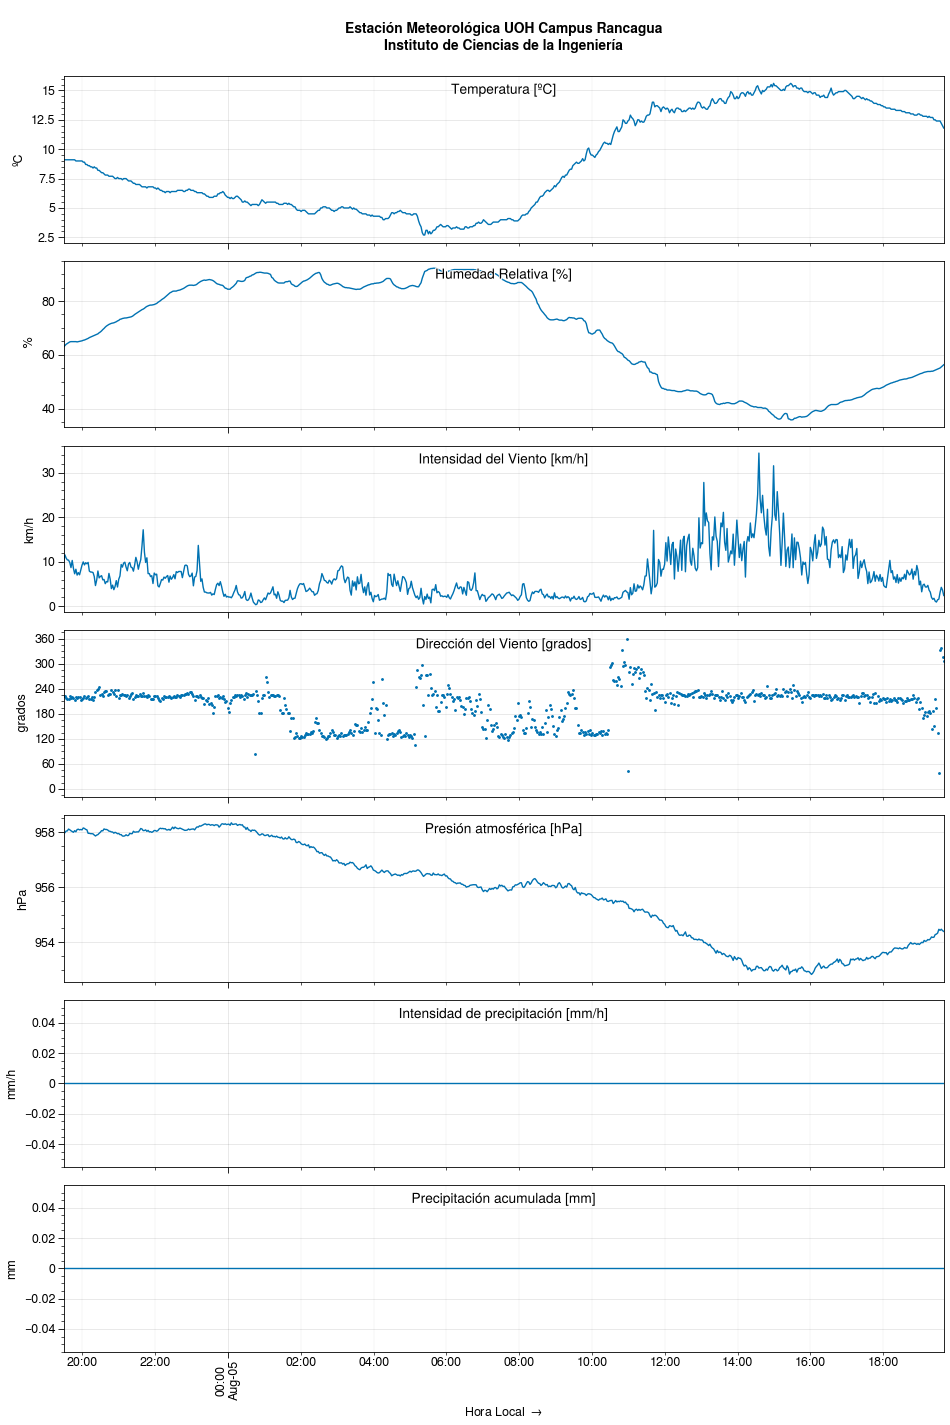 Estación Meteorológica UOH Campus Rancagua
Instituto de Ciencias de la Ingeniería
Temperatura [ºC]
15
12.5
10
7.5
5
2.5
ºC
Humedad Relativa [%]
80
60
40
%
Intensidad del Viento [km/h]
30
20
10
0
km/h
Dirección del Viento [grados]
360
300
240
180
120
60
0
grados
Presión atmosférica [hPa]
958
956
954
hPa
Intensidad de precipitación [mm/h]
0.04
0.02
0
−0.02
−0.04
mm/h
Precipitación acumulada [mm]
0.04
0.02
0
−0.02
−0.04
mm
20:00 22:00 00:00 02:00 04:00 06:00 08:00 10:00 12:00 14:00 16:00 18:00
Aug-05
Hora Local →